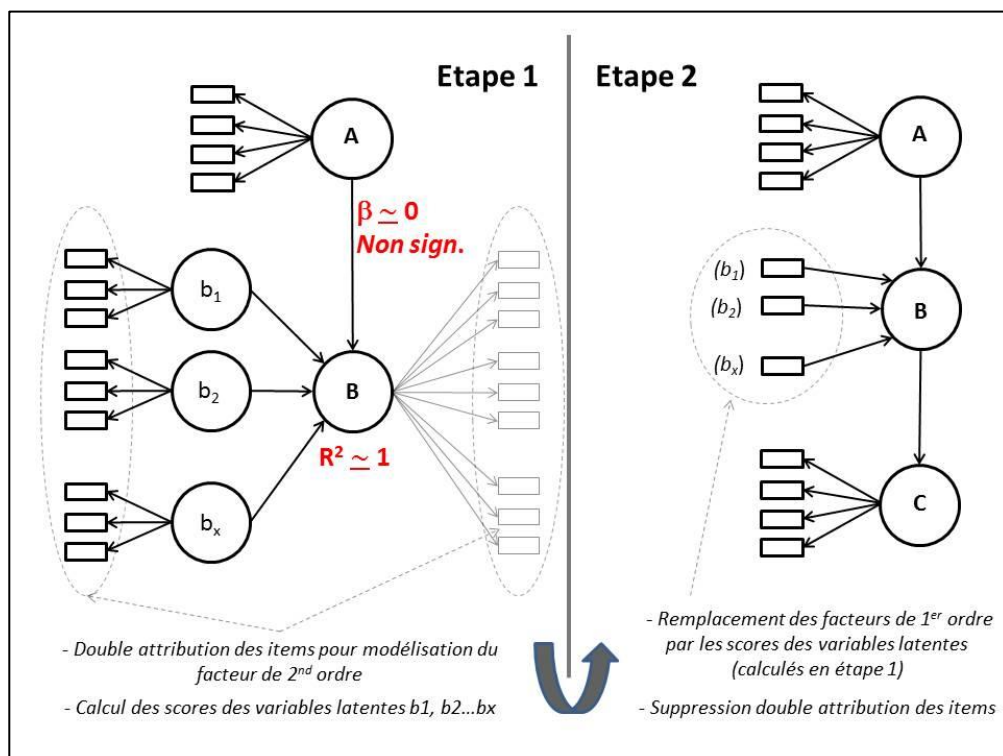 Etape 1
A
β ≃ 0
Non sign.
b1
b2
B
R² ≃ 1
bx
- Double attribution des items pour modélisation du
facteur de 2nd ordre
- Calcul des scores des variables latentes b1, b2...bx
Etape 2
A
(b1)
(b2)
B
(bx)
C
- Remplacement des facteurs de 1er ordre
par les scores des variables latentes
(calculés en étape 1)
- Suppression double attribution des items